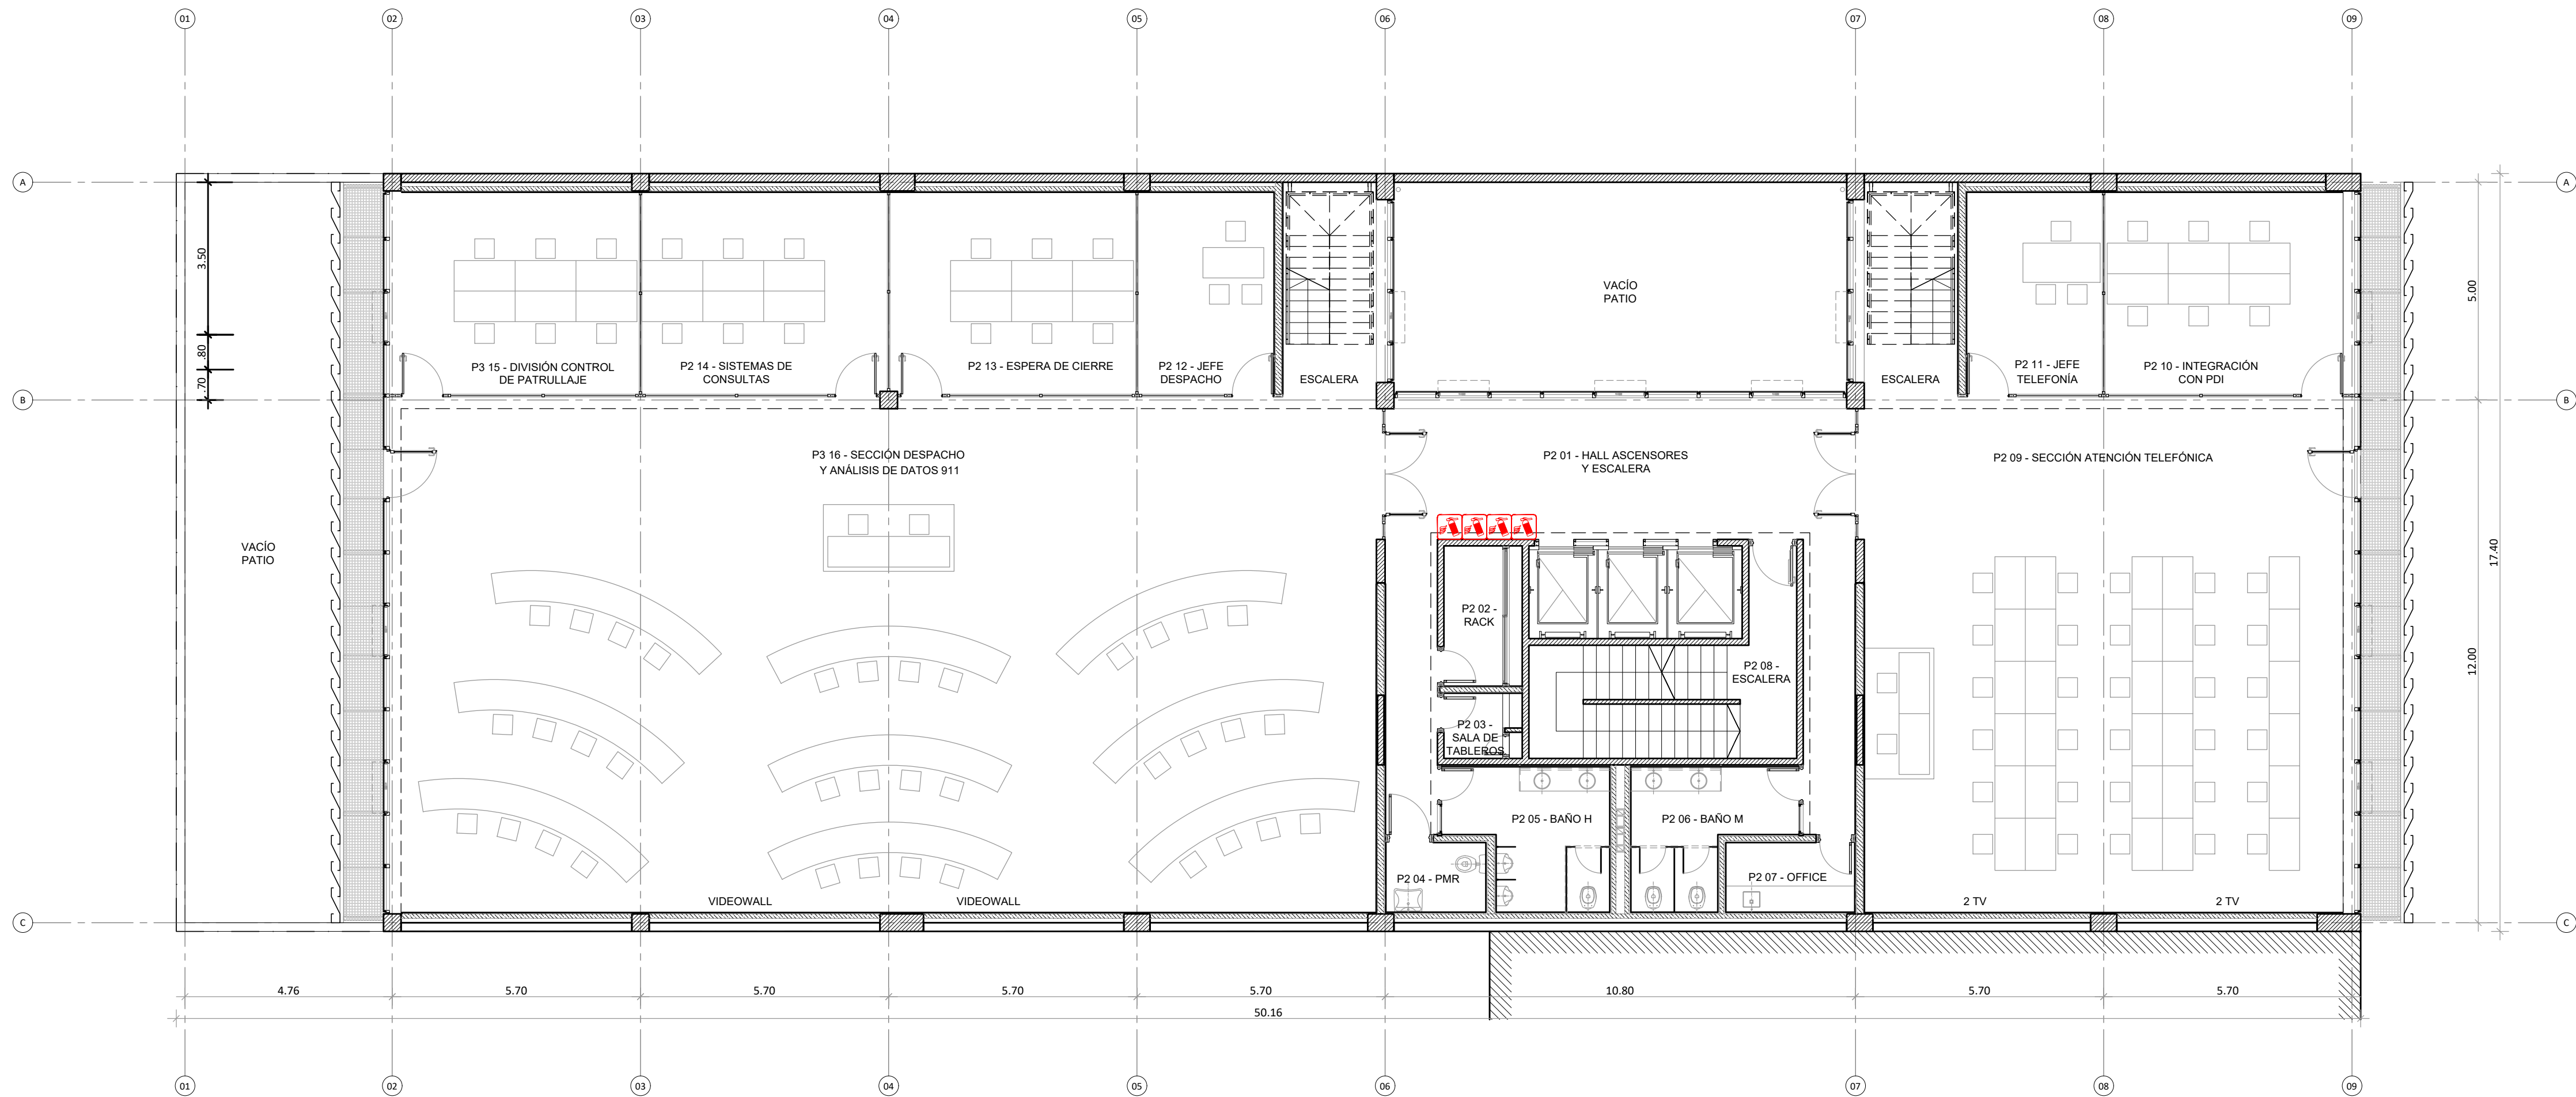 01 02 03 04 05 06 07 08 09
A A
3.50
.80
.70
5.00
17.40
12.00
VACÍO
PATIO
P3 15 - DIVISIÓN CONTROL
DE PATRULLAJE
P2 14 - SISTEMAS DE
CONSULTAS
P2 13 - ESPERA DE CIERRE
P2 12 - JEFE
DESPACHO
ESCALERA
ESCALERA
P2 11 - JEFE
TELEFONÍA
P2 10 - INTEGRACIÓN
CON PDI
B B
P3 16 - SECCIÓN DESPACHO
Y ANÁLISIS DE DATOS 911
P2 01 - HALL ASCENSORES
Y ESCALERA
P2 09 - SECCIÓN ATENCIÓN TELEFÓNICA
VACÍO
PATIO
P2 02 -
RACK
P2 08 -
ESCALERA
P2 03 -
SALA DE
TABLEROS
P2 05 - BAÑO H
P2 06 - BAÑO M
P2 04 - PMR
P2 07 - OFFICE
VIDEOWALL
VIDEOWALL
2 TV
2 TV
C C
4.76 5.70 5.70 5.70 5.70 10.80 5.70 5.70
50.16
01 02 03 04 05 06 07 08 09